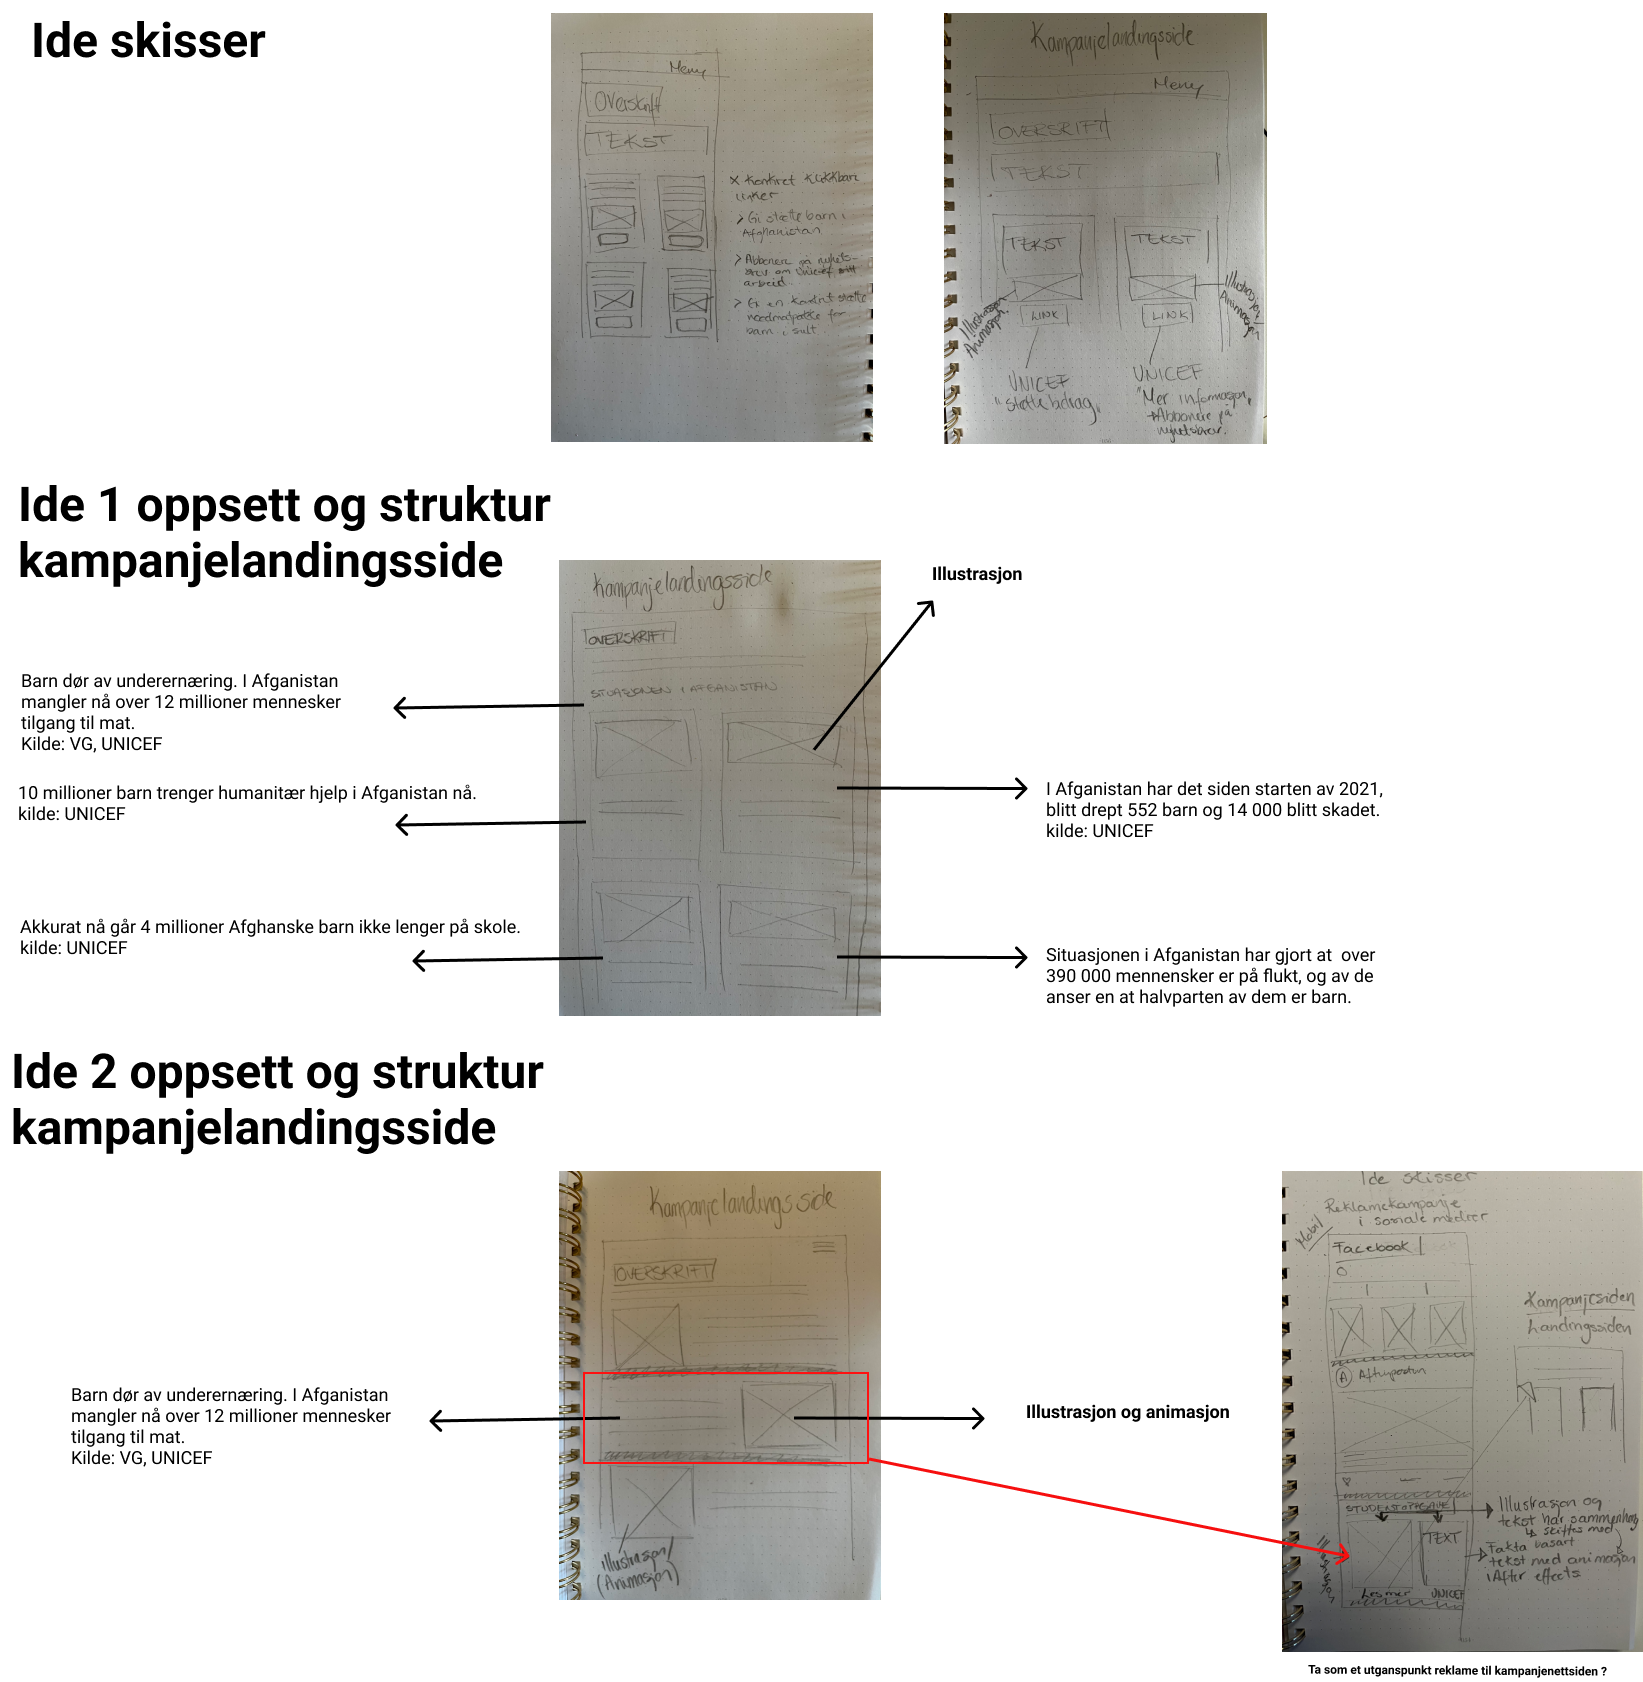 Ide skisser
Meny
Overskrift
TEKST
X Konkret klikkbare
linker
> Gi støtte barn i
Afghanistan
> Abbonere på nyhets-
brev om Unicef sitt
arbeid.
> Gi en konkret støtte
nødmatpakke for
barn i sult.
Kampanjelandingsside
Meny
OVERSKRIFT
TEKST
TEKST
TEKST
Illustrasjon
Animasjon
Illustrasjon
Animasjon
LINK
LINK
UNICEF
"støtte bidrag"
UNICEF
"Mer informasjon"
+Abbonere på
nyhetsbrev.
Ide 1 oppsett og struktur
kampanjelandingsside
Kampanjelandingsside
OVERSKRIFT
SITUASJONEN I AFGANISTAN
Illustrasjon
Barn dør av underernæring. I Afganistan
mangler nå over 12 millioner mennesker
tilgang til mat.
Kilde: VG, UNICEF
10 millioner barn trenger humanitær hjelp i Afganistan nå.
kilde: UNICEF
I Afganistan har det siden starten av 2021,
blitt drept 552 barn og 14 000 blitt skadet.
kilde: UNICEF
Akkurat nå går 4 millioner Afghanske barn ikke lenger på skole.
kilde: UNICEF
Situasjonen i Afganistan har gjort at  over
390 000 mennensker er på flukt, og av de
anser en at halvparten av dem er barn.
Ide 2 oppsett og struktur
kampanjelandingsside
Kampanjelandingsside
OVERSKRIFT
Illustrasjon/
(Animasjon)
Barn dør av underernæring. I Afganistan
mangler nå over 12 millioner mennesker
tilgang til mat.
Kilde: VG, UNICEF
Illustrasjon og animasjon
Ide skisser
Reklamekampanje
i sosiale medier
Mobil
Facebook
Kampanjesiden
Landingssiden
A Aftenposten
STUDENTOPPGAVE
Illustrasjon og
tekst har sammenheng
skiftes med
TEXT
Fakta basart
tekst med animasjon
i After effects
Illustrasjon
Les mer
UNICEF
Ta som et utganspunkt reklame til kampanjenettsiden ?